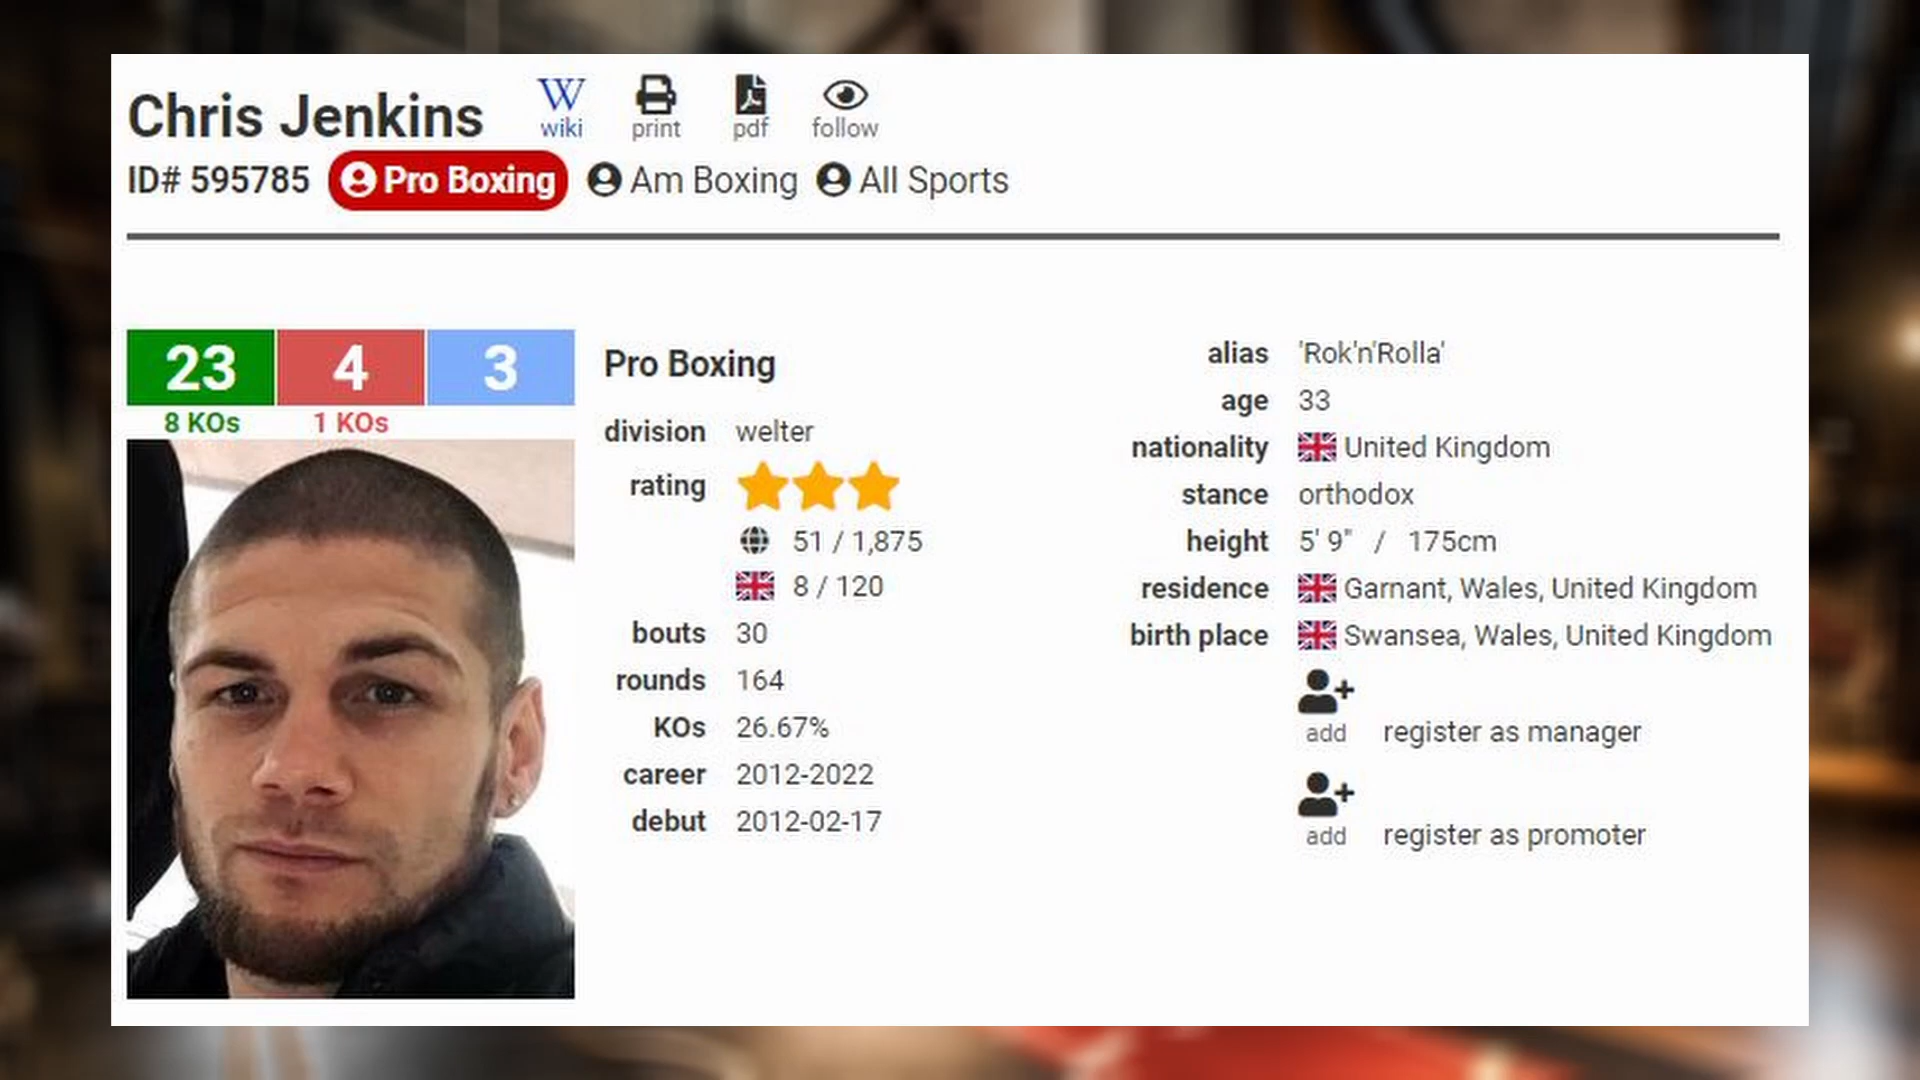 Chris Jenkins
wiki print pdf follow
ID# 595785 Pro Boxing Am Boxing All Sports
23 4 3
8 KOs 1 KOs
Pro Boxing
division welter
rating
51 / 1,875
8 / 120
bouts 30
rounds 164
KOs 26.67%
career 2012-2022
debut 2012-02-17
alias 'Rok'n'Rolla'
age 33
nationality United Kingdom
stance orthodox
height 5' 9" / 175cm
residence Garnant, Wales, United Kingdom
birth place Swansea, Wales, United Kingdom
add register as manager
add register as promoter